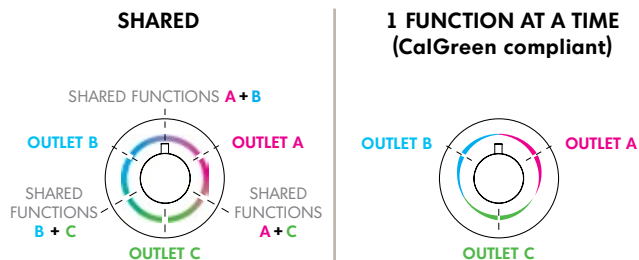 SHARED
SHARED FUNCTIONS A + B
OUTLET B
OUTLET A
SHARED
FUNCTIONS
B + C
SHARED
FUNCTIONS
A + C
OUTLET C
1 FUNCTION AT A TIME
(CalGreen compliant)
OUTLET B
OUTLET A
OUTLET C